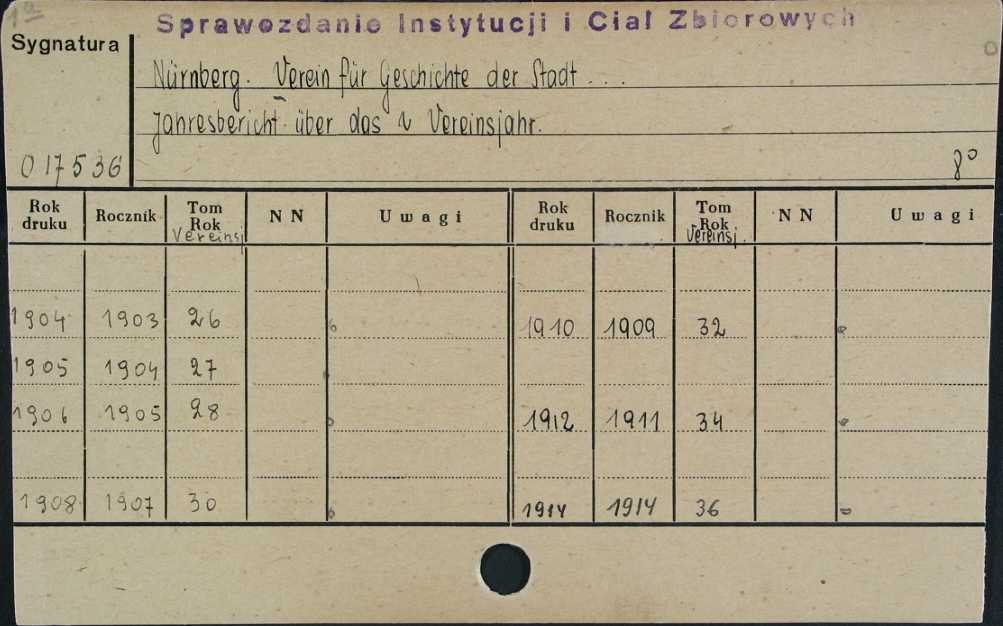 Sprawozdanie Instytucji i Ciał Zbiorowych
Sygnatura
Nürnberg. Verein für Geschichte der Stadt ...
Jahresbericht über das Vereinsjahr.
017536
8°
Rok druku Rocznik Tom Rok Vereinsj NN Uwagi Rok druku Rocznik Tom Rok Vereinsj. NN Uwagi
1904 1903 26 1910 1909 32
1905 1904 27
1906 1905 28 1912 1911 34
1908 1907 30 1914 1914 36